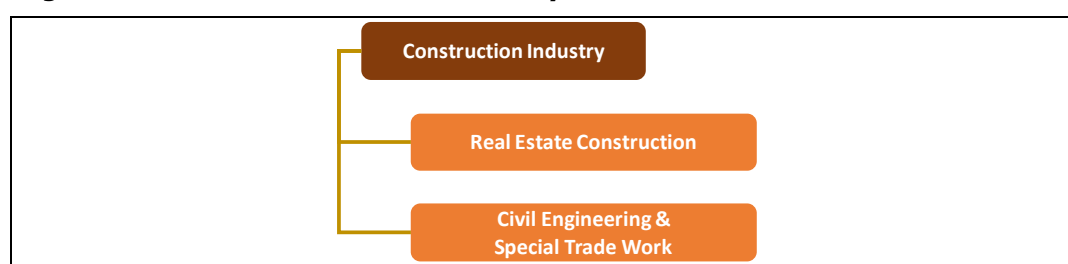 Construction Industry
Real Estate Construction
Civil Engineering &
Special Trade Work